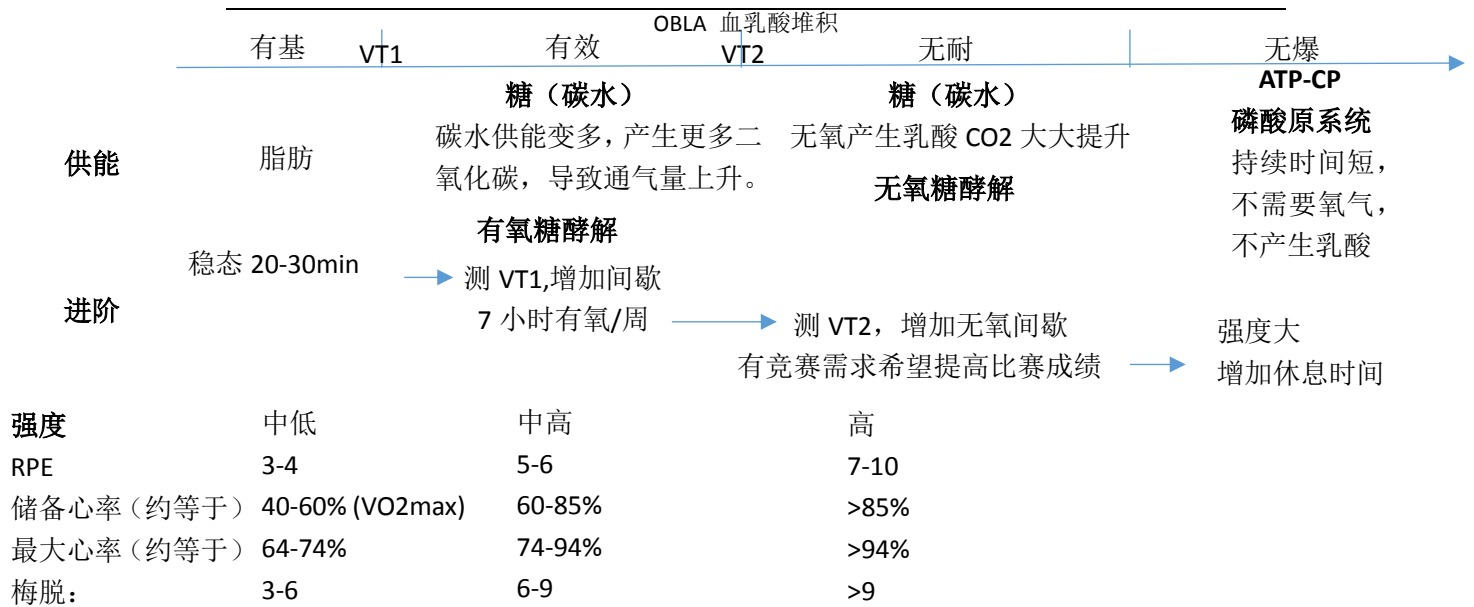 OBLA 血乳酸堆积
有基 VT1 有效 VT2 无耐 无爆
糖（碳水） 糖（碳水） ATP-CP
供能 脂肪 碳水供能变多，产生更多二 无氧产生乳酸 CO2 大大提升 磷酸原系统
氧化碳，导致通气量上升。 无氧糖酵解 持续时间短，
有氧糖酵解 不需要氧气，
不产生乳酸
进阶 稳态 20-30min 测 VT1,增加间歇
7 小时有氧/周 测 VT2，增加无氧间歇 强度大
有竞赛需求希望提高比赛成绩 增加休息时间
强度 中低 中高 高
RPE 3-4 5-6 7-10
储备心率（约等于） 40-60% (VO2max) 60-85% >85%
最大心率（约等于） 64-74% 74-94% >94%
梅脱： 3-6 6-9 >9